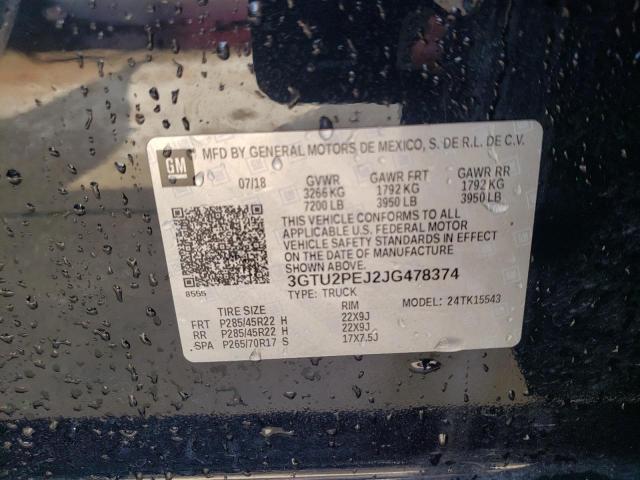 GM MFD BY GENERAL MOTORS DE MEXICO, S. DE R.L. DE C.V.
07/18 GVWR GAWR FRT GAWR RR
3266 KG 1792 KG 1792 KG
7200 LB 3950 LB 3950 LB
THIS VEHICLE CONFORMS TO ALL
APPLICABLE U.S. FEDERAL MOTOR
VEHICLE SAFETY STANDARDS IN EFFECT
ON THE DATE OF MANUFACTURE
SHOWN ABOVE.
3GTU2PEJ2JG478374
8555 TYPE: TRUCK MODEL: 24TK15543
TIRE SIZE RIM
FRT P285/45R22 H 22X9J
RR P285/45R22 H 22X9J
SPA P265/70R17 S 17X7.5J